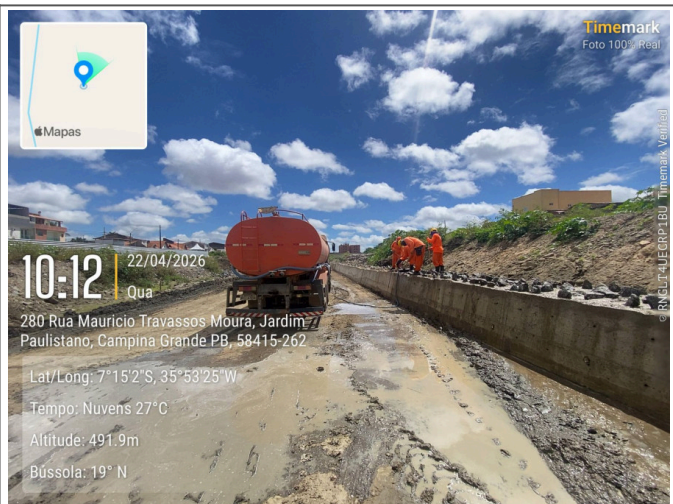 Timemark
Foto 100% Real
Mapas
10:12
22/04/2026
Qua
280 Rua Mauricio Travassos Moura, Jardim
Paulistano, Campina Grande PB, 58415-262
Lat/Long: 7°15'2"S, 35°53'25"W
Tempo: Nuvens 27°C
Altitude: 491.9m
Bússola: 19° N
Timemark Verified